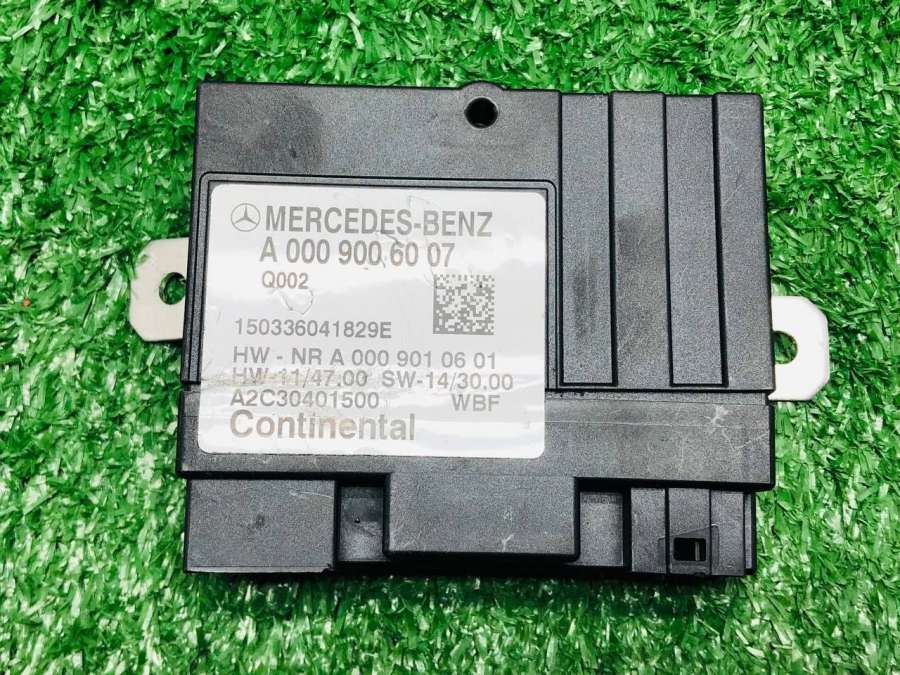 MERCEDES-BENZ
A 000 900 60 07
Q002
150336041829E
HW - NR A 000 901 06 01
HW-11/47.00 SW-14/30.00
A2C30401500 WBF
Continental